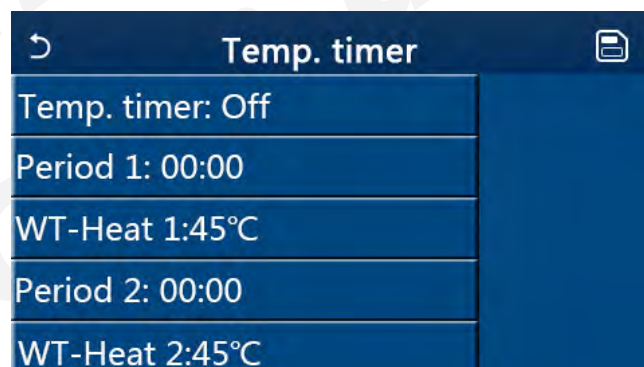 Temp. timer
Temp. timer: Off
Period 1: 00:00
WT-Heat 1:45℃
Period 2: 00:00
WT-Heat 2:45℃